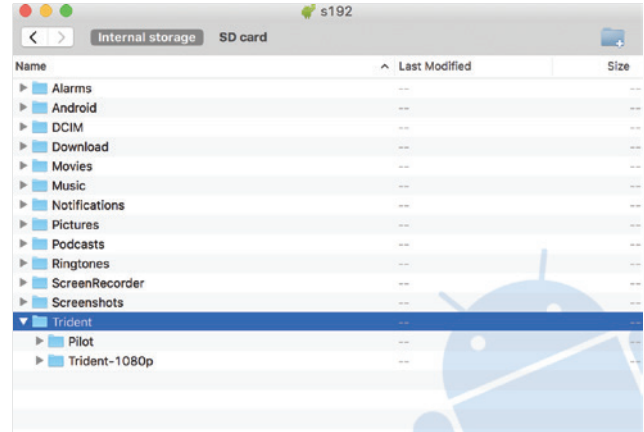 s192
Internal storage SD card
Name Last Modified Size
Alarms -- --
Android -- --
DCIM -- --
Download -- --
Movies -- --
Music -- --
Notifications -- --
Pictures -- --
Podcasts -- --
Ringtones -- --
ScreenRecorder -- --
Screenshots -- --
Trident -- --
Pilot -- --
Trident-1080p -- --